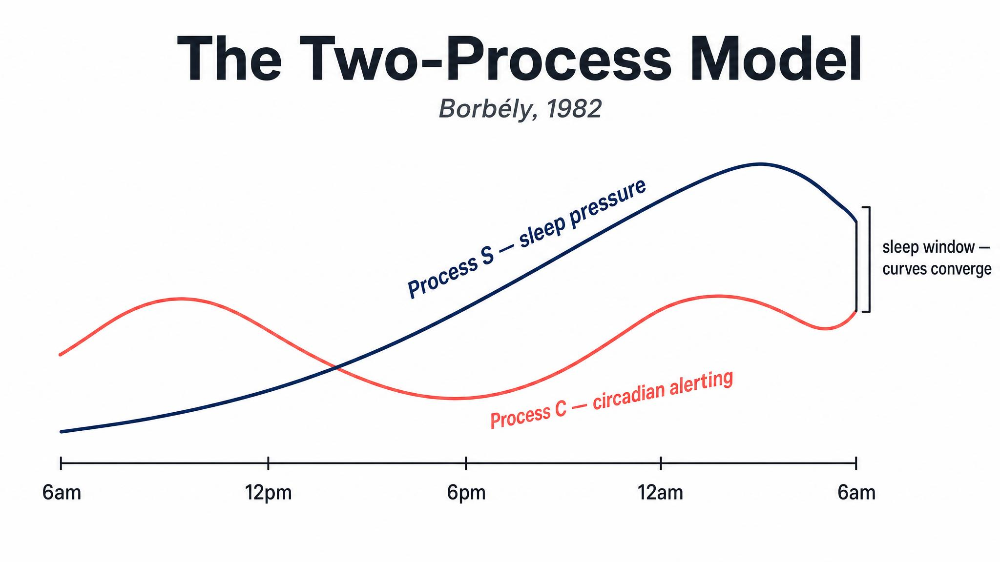 The Two-Process Model
Borbély, 1982
Process S — sleep pressure
sleep window —
curves converge
Process C — circadian alerting
6am
12pm
6pm
12am
6am